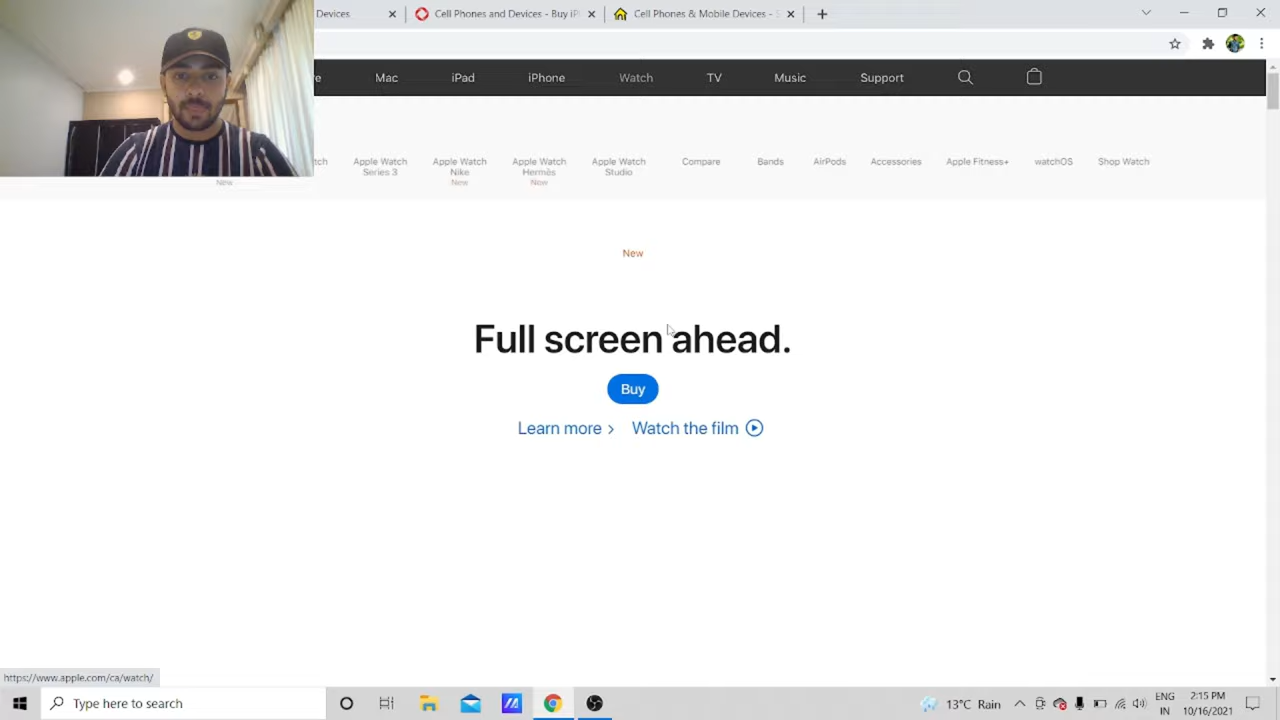 Devices
Cell Phones and Devices - Buy iP
Cell Phones & Mobile Devices -
re
Mac
iPad
iPhone
Watch
TV
Music
Support
tch
Apple Watch
Series 3
Apple Watch
Nike
New
Apple Watch
Hermès
New
Apple Watch
Studio
Compare
Bands
AirPods
Accessories
Apple Fitness+
watchOS
Shop Watch
New
New
Full screen ahead.
Buy
Learn more >
Watch the film
https://www.apple.com/ca/watch/
Type here to search
13°C Rain
ENG
IN
2:15 PM
10/16/2021